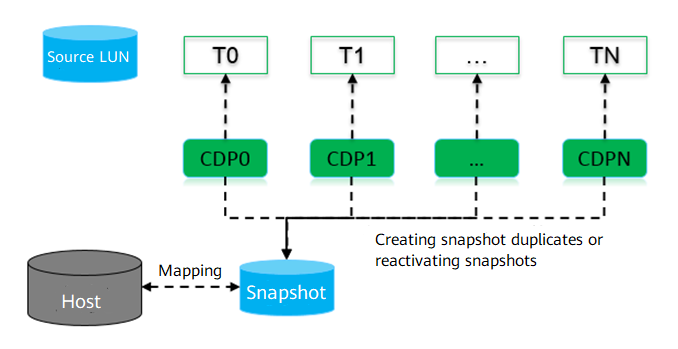 Source LUN
T0
T1
...
TN
CDP0
CDP1
...
CDPN
Creating snapshot duplicates or
reactivating snapshots
Mapping
Host
Snapshot